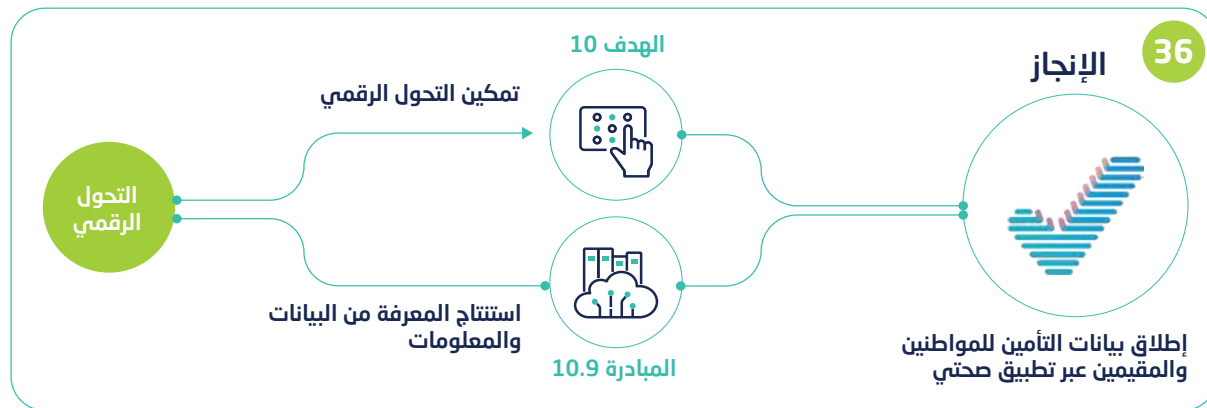 36
الإنجاز
إطلاق بيانات التأمين للمواطنين
والمقيمين عبر تطبيق صحتي
الهدف 10
تمكين التحول الرقمي
استنتاج المعرفة من البيانات
والمعلومات
المبادرة 10.9
التحول
الرقمي